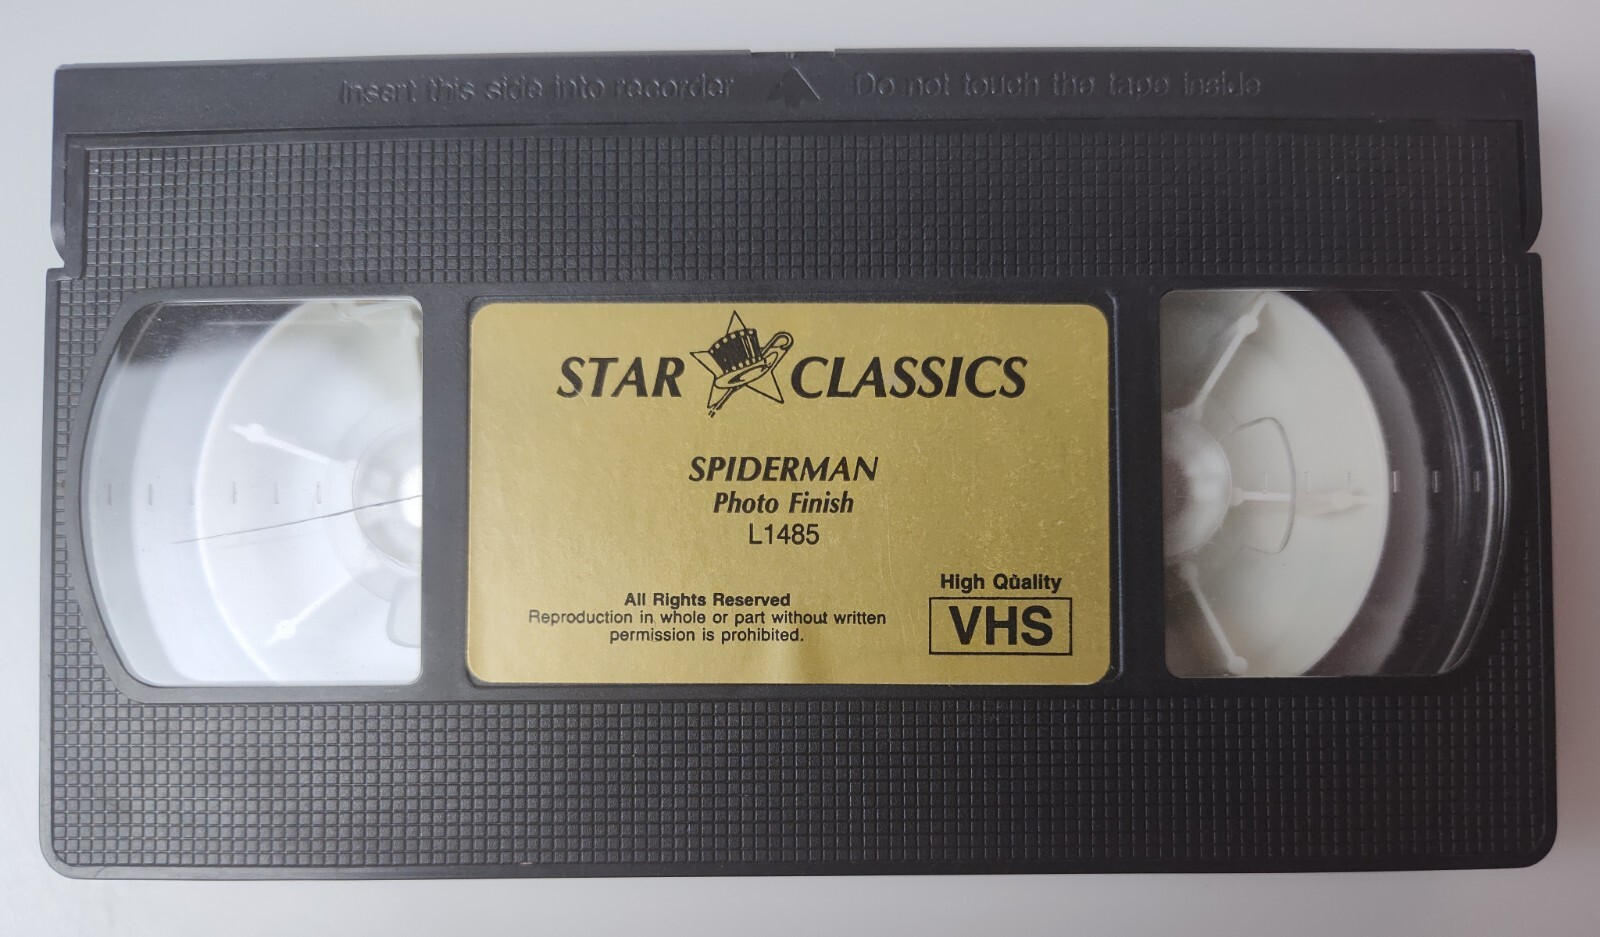 Insert this side into recorder Do not touch the tape inside
STAR CLASSICS
SPIDERMAN
Photo Finish
L1485
High Quality
VHS
All Rights Reserved
Reproduction in whole or part without written
permission is prohibited.